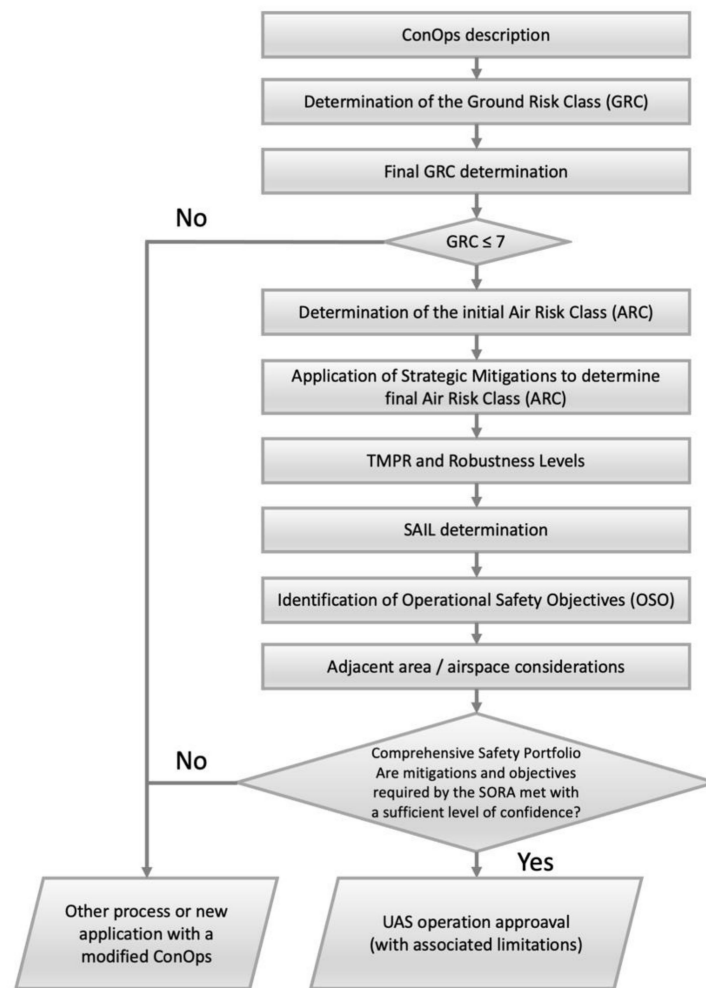 ConOps description
Determination of the Ground Risk Class (GRC)
Final GRC determination
No
GRC ≤ 7
Determination of the initial Air Risk Class (ARC)
Application of Strategic Mitigations to determine
final Air Risk Class (ARC)
TMPR and Robustness Levels
SAIL determination
Identification of Operational Safety Objectives (OSO)
Adjacent area / airspace considerations
No
Comprehensive Safety Portfolio
Are mitigations and objectives
required by the SORA met with
a sufficient level of confidence?
Yes
Other process or new
application with a
modified ConOps
UAS operation approaval
(with associated limitations)